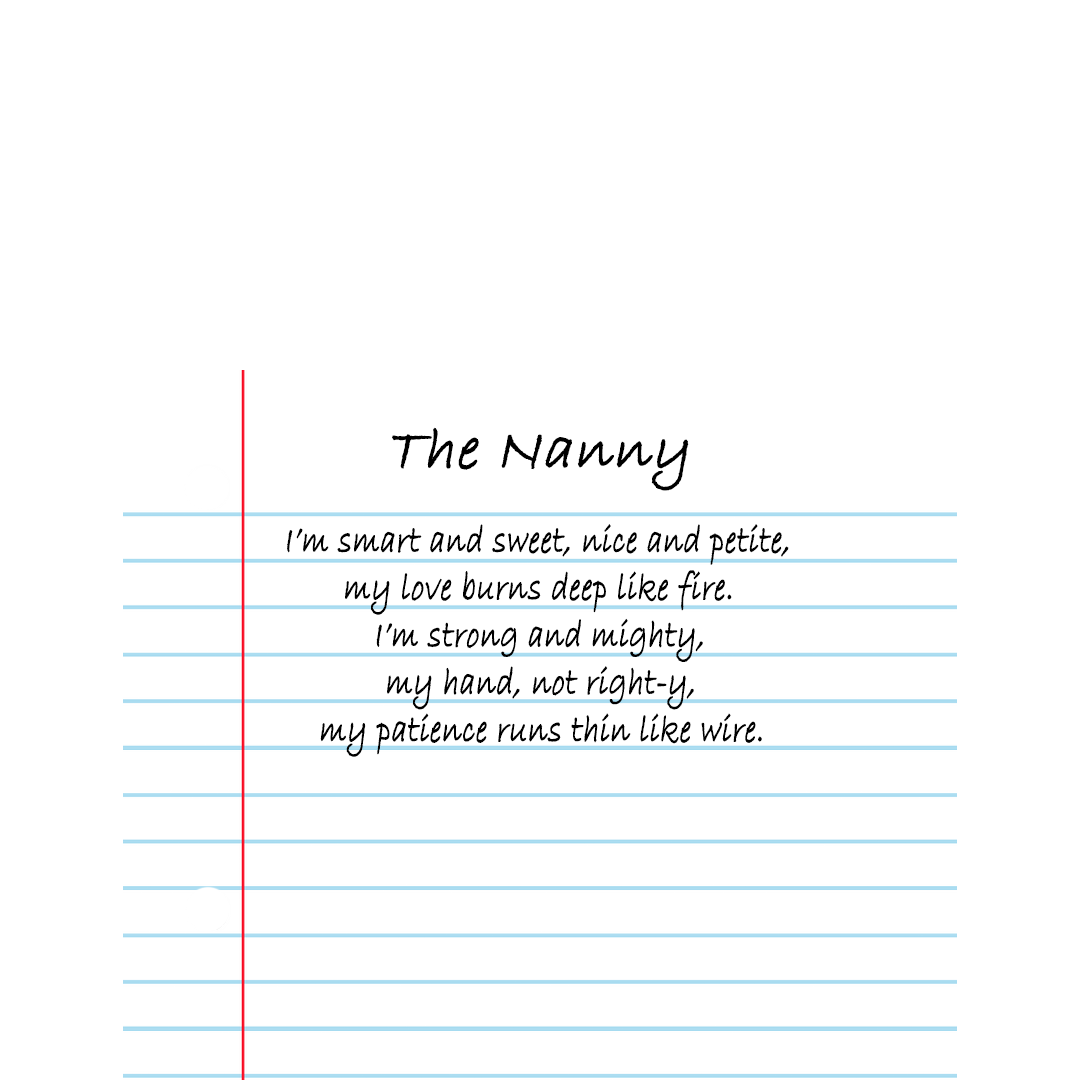 The Nanny
I'm smart and sweet, nice and petite,
my love burns deep like fire.
I'm strong and mighty,
my hand, not right-y,
my patience runs thin like wire.